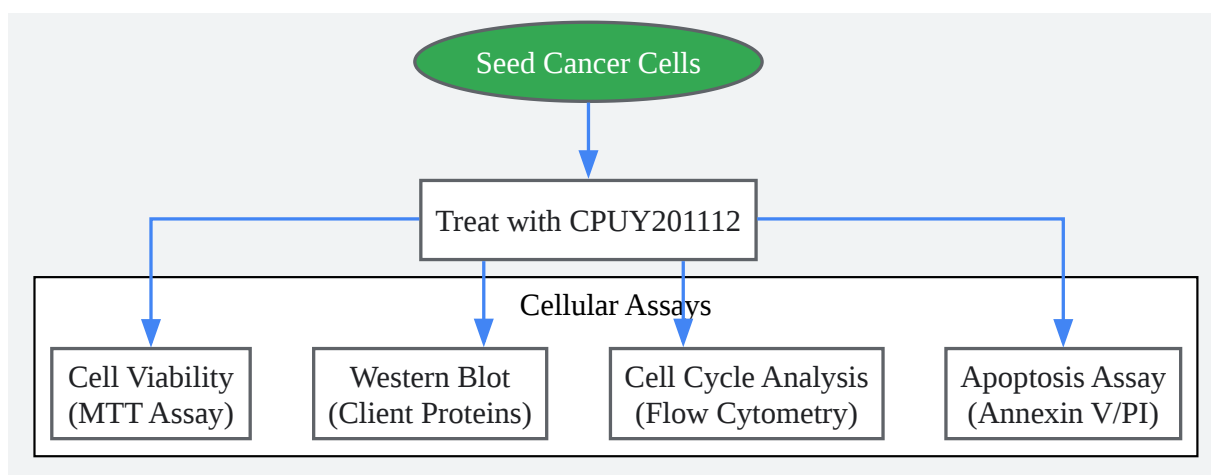 Seed Cancer Cells
Treat with CPUY201112
Cellular Assays
Cell Viability
(MTT Assay)
Western Blot
(Client Proteins)
Cell Cycle Analysis
(Flow Cytometry)
Apoptosis Assay
(Annexin V/PI)